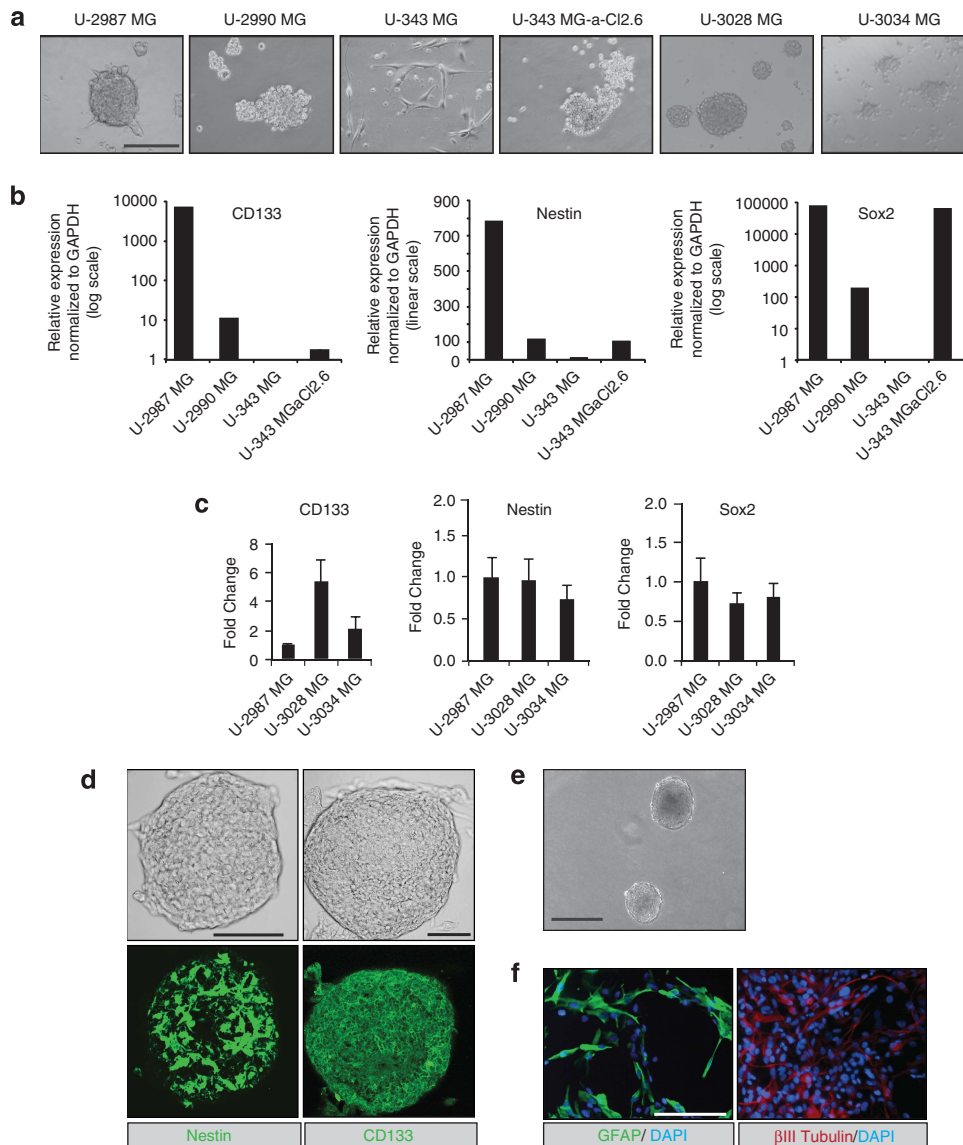 a
U-2987 MG
U-2990 MG
U-343 MG
U-343 MG-a-Cl2.6
U-3028 MG
U-3034 MG
b
Relative expression
normalized to GAPDH
(log scale)
10000
1000
100
10
1
CD133
U-2987 MG
U-2990 MG
U-343 MG
U-343 MGaCl2.6
Relative expression
normalized to GAPDH
(linear scale)
900
800
700
600
500
400
300
200
100
0
Nestin
U-2987 MG
U-2990 MG
U-343 MG
U-343 MGaCl2.6
Relative expression
normalized to GAPDH
(log scale)
100000
10000
1000
100
10
1
Sox2
U-2987 MG
U-2990 MG
U-343 MG
U-343 MGaCl2.6
c
CD133
Fold Change
8
6
4
2
0
U-2987 MG
U-3028 MG
U-3034 MG
Nestin
Fold Change
2.0
1.5
1.0
0.5
0.0
U-2987 MG
U-3028 MG
U-3034 MG
Sox2
Fold Change
2.0
1.5
1.0
0.5
0.0
U-2987 MG
U-3028 MG
U-3034 MG
d
Nestin
CD133
e
f
GFAP/ DAPI
βIII Tubulin/DAPI